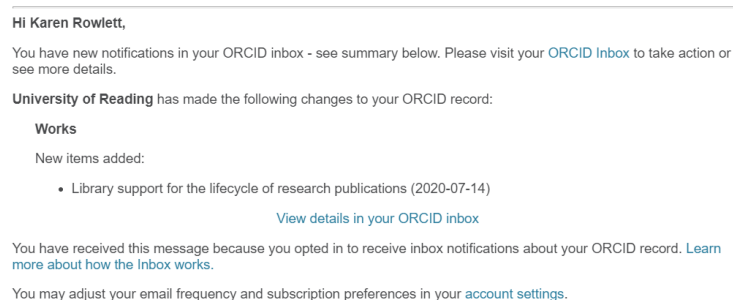 Hi Karen Rowlett,
You have new notifications in your ORCID inbox - see summary below. Please visit your ORCID Inbox to take action or
see more details.
University of Reading has made the following changes to your ORCID record:
Works
New items added:
• Library support for the lifecycle of research publications (2020-07-14)
View details in your ORCID inbox
You have received this message because you opted in to receive inbox notifications about your ORCID record. Learn
more about how the Inbox works.
You may adjust your email frequency and subscription preferences in your account settings.